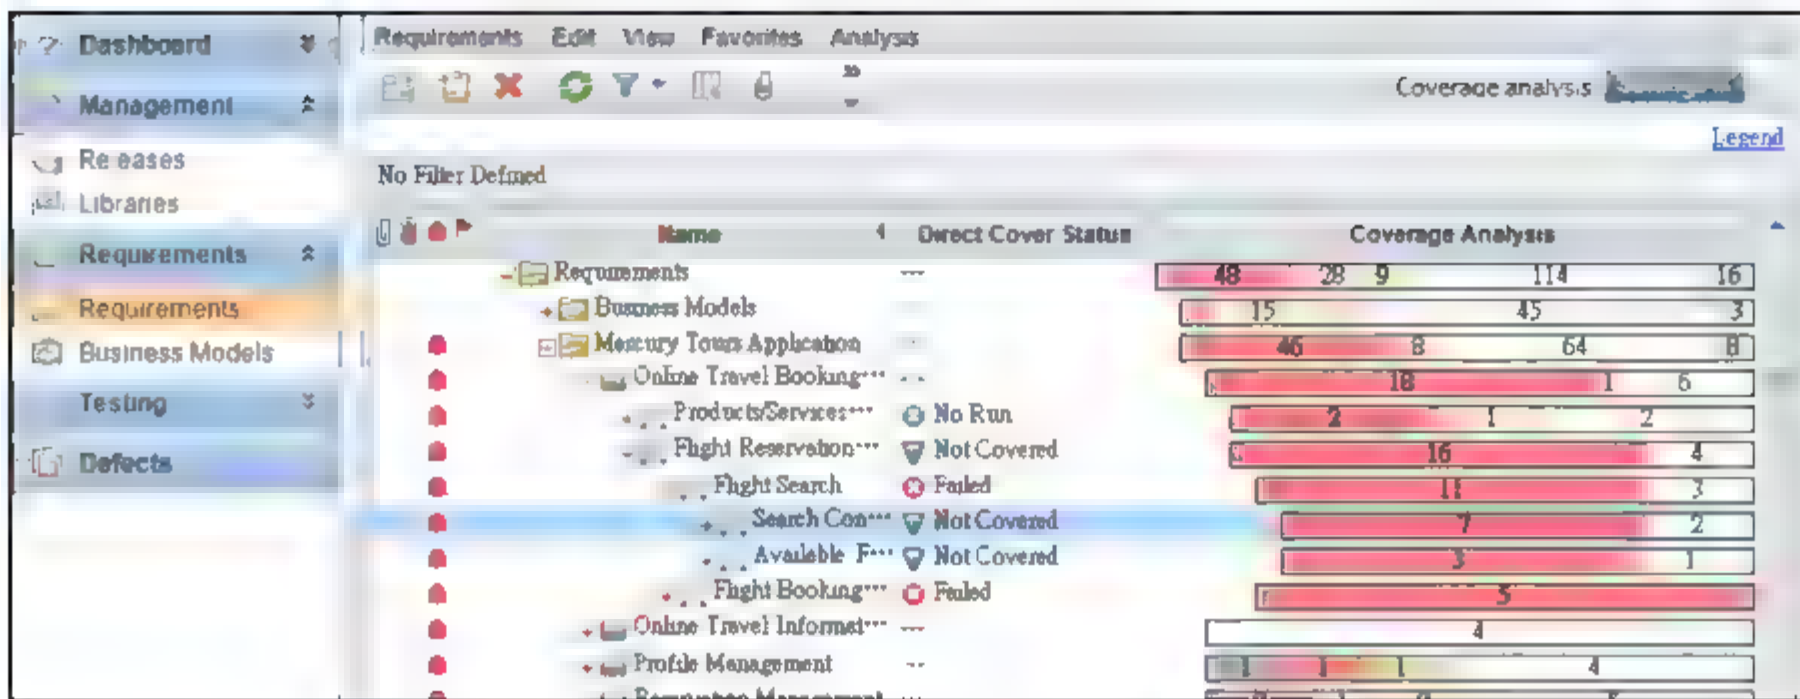 Dashboard
Management
Releases
Libraries
Requirements
Requirements
Business Models
Testing
Defects
Requirements Edit View Favorites Analysis
Coverage analysis
Legend
No Filter Defined
Name Direct Cover Status Coverage Analysis
Requirements --- 48 28 9 114 16
Business Models 15 45 3
Mercury Tours Application 46 8 64 8
Online Travel Booking... 18 1 6
Products/Services... No Run 2 1 2
Flight Reservation... Not Covered 16 4
Flight Search Failed 11 3
Search Con... Not Covered 7 2
Available F... Not Covered 3 1
Flight Booking... Failed 5
Online Travel Informat... --- 4
Profile Management 1 1 1 4